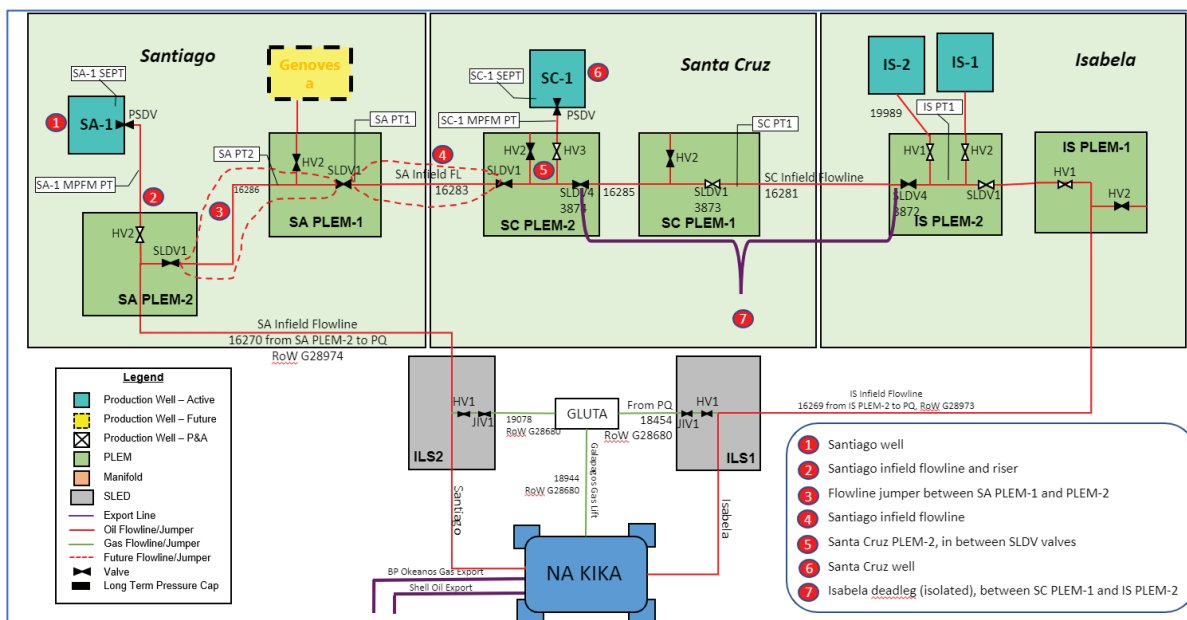 Santiago
Santa Cruz
Isabela
SA-1 SEPT
SA-1
PSDV
1
SA-1 MPFM PT
2
HV2
SLDV1
SA PLEM-2
Genoves
a
SA PT2
SA PT1
HV2
SLDV1
16286
3
SA PLEM-1
4
SA Infield FL
16283
SC-1 SEPT
SC-1
6
PSDV
SC-1 MPFM PT
HV2
HV3
SLDV1
5
SLDV4
3874
16285
SC PLEM-2
HV2
SC PT1
SLDV1
3873
SC PLEM-1
SC Infield Flowline
16281
IS-2
IS-1
19989
IS PT1
HV1
HV2
SLDV4
3872
SLDV1
IS PLEM-2
IS PLEM-1
HV1
HV2
7
SA Infield Flowline
16270 from SA PLEM-2 to PQ
RoW G28974
Legend
Production Well – Active
Production Well – Future
Production Well – P&A
PLEM
Manifold
SLED
Export Line
Oil Flowline/Jumper
Gas Flowline/Jumper
Future Flowline/Jumper
Valve
Long Term Pressure Cap
HV1
JIV1
ILS2
19078
RoW G28680
GLUTA
From PQ
18454
RoW G28680
HV1
JIV1
ILS1
18944
RoW G28680
Galapagos Gas Lift
Santiago
Isabela
IS Infield Flowline
16269 from IS PLEM-2 to PQ, RoW G28973
NA KIKA
BP Okeanos Gas Export
Shell Oil Export
1 Santiago well
2 Santiago infield flowline and riser
3 Flowline jumper between SA PLEM-1 and PLEM-2
4 Santiago infield flowline
5 Santa Cruz PLEM-2, in between SLDV valves
6 Santa Cruz well
7 Isabela deadleg (isolated), between SC PLEM-1 and IS PLEM-2